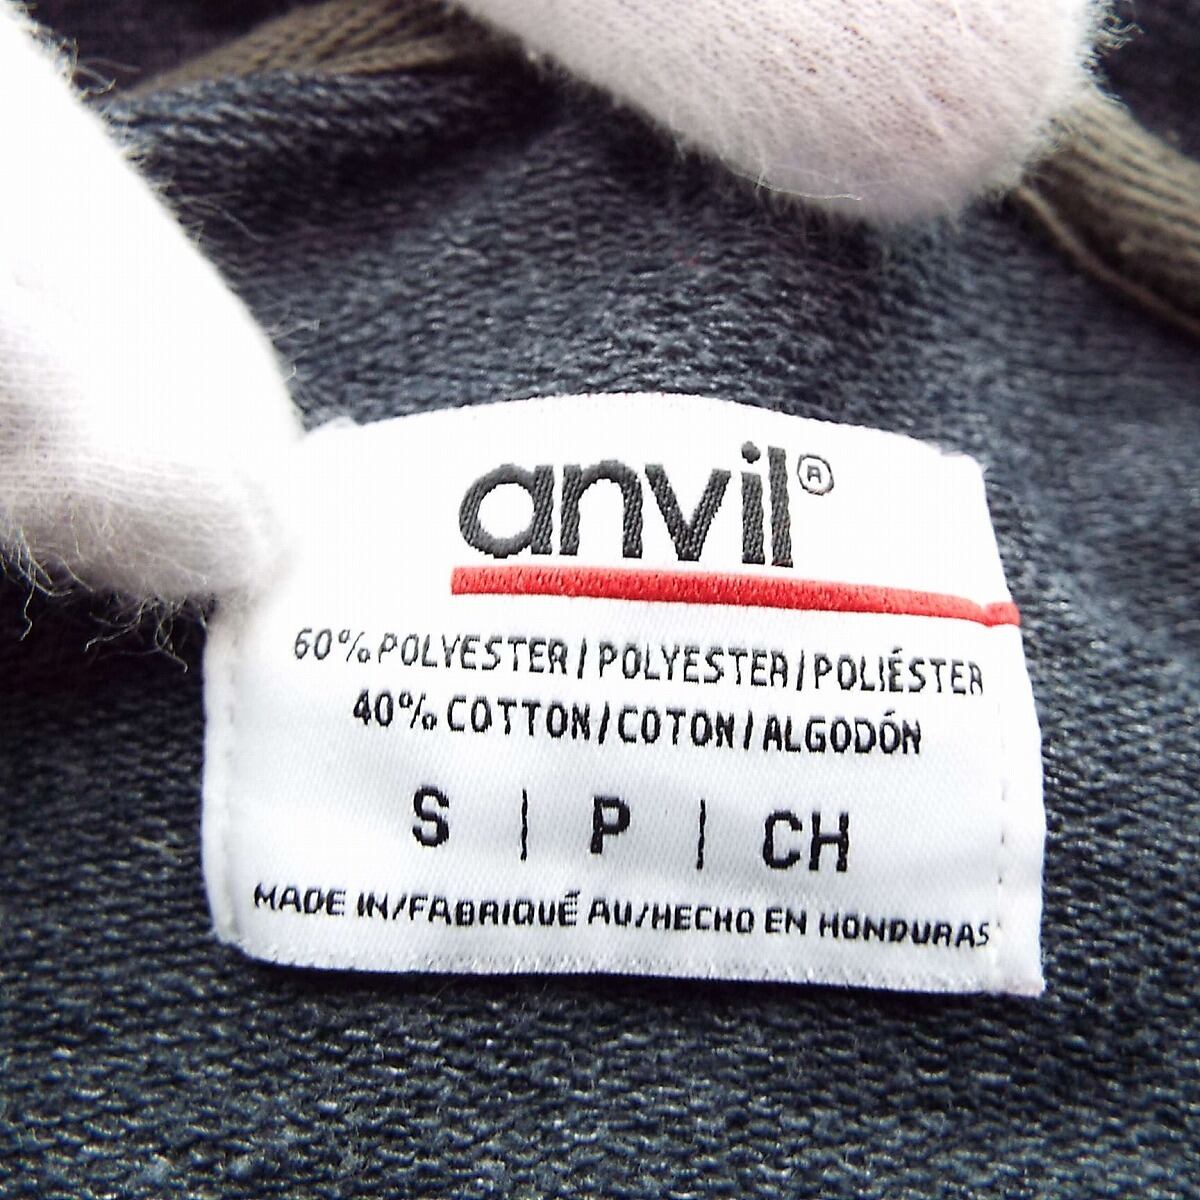 anvil®
60% POLYESTER / POLYESTER / POLIÉSTER
40% COTTON / COTON / ALGODÓN
S | P | CH
MADE IN/FABRIQUÉ AU/HECHO EN HONDURAS